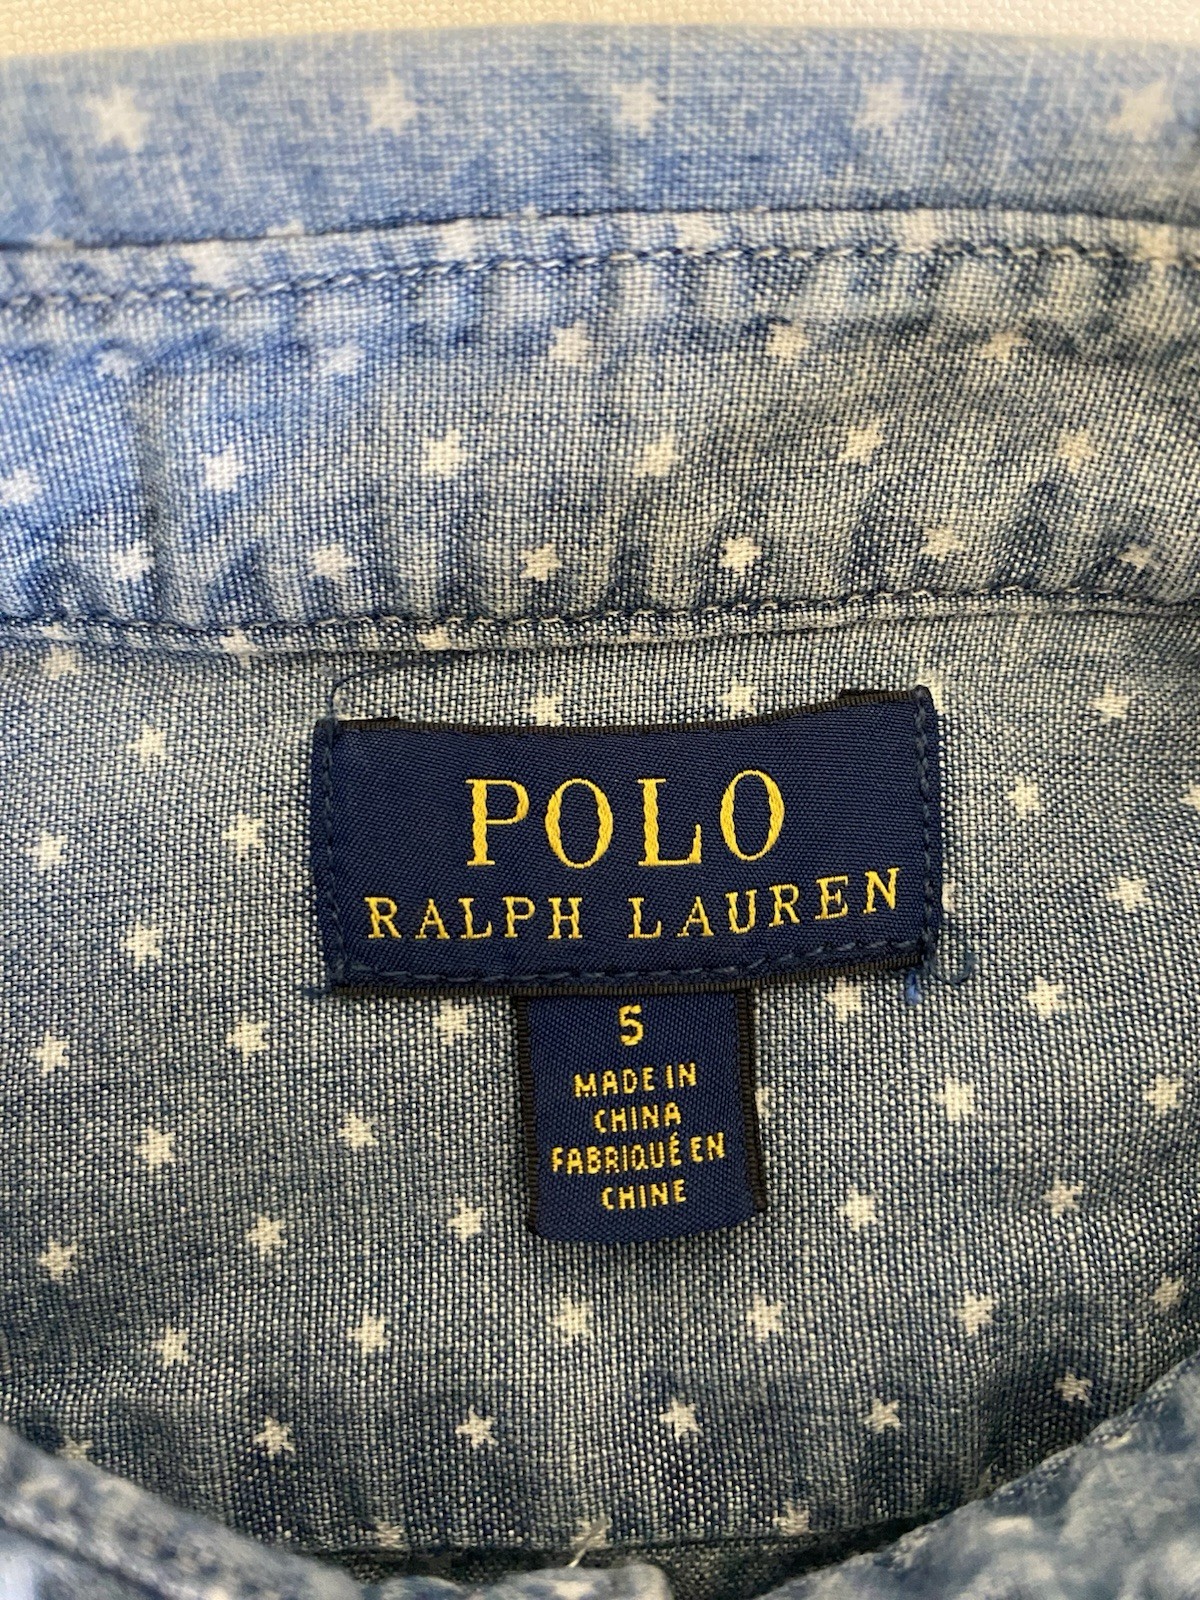 POLO
RALPH LAUREN
5
MADE IN
CHINA
FABRIQUÉ EN
CHINE